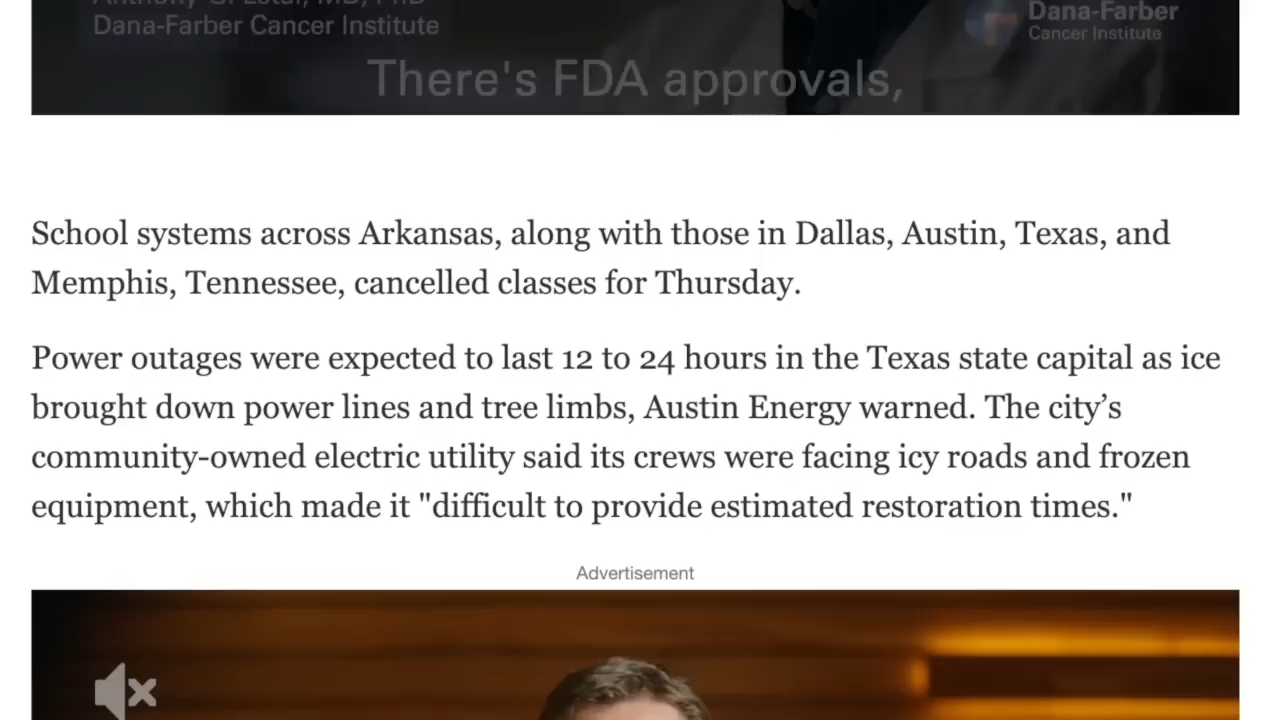 Anthony G. Letai, MD, PhD
Dana-Farber Cancer Institute
Dana-Farber
Cancer Institute
There's FDA approvals,
School systems across Arkansas, along with those in Dallas, Austin, Texas, and
Memphis, Tennessee, cancelled classes for Thursday.
Power outages were expected to last 12 to 24 hours in the Texas state capital as ice
brought down power lines and tree limbs, Austin Energy warned. The city’s
community-owned electric utility said its crews were facing icy roads and frozen
equipment, which made it "difficult to provide estimated restoration times."
Advertisement